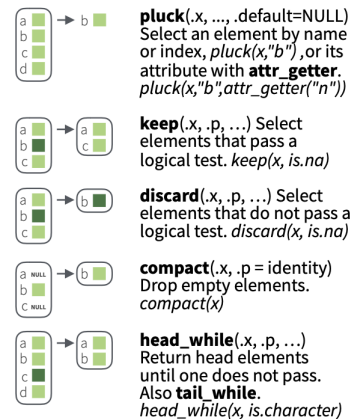 a
b
c
d
b
pluck(.x, ..., .default=NULL)
Select an element by name
or index, pluck(x,"b") ,or its
attribute with attr_getter.
pluck(x,"b",attr_getter("n"))
a
b
c
a
c
keep(.x, .p, …) Select
elements that pass a
logical test. keep(x, is.na)
a
b
c
b
discard(.x, .p, …) Select
elements that do not pass a
logical test. discard(x, is.na)
a NULL
b
c NULL
b
compact(.x, .p = identity)
Drop empty elements.
compact(x)
a
b
c
d
a
b
head_while(.x, .p, …)
Return head elements
until one does not pass.
Also tail_while.
head_while(x, is.character)